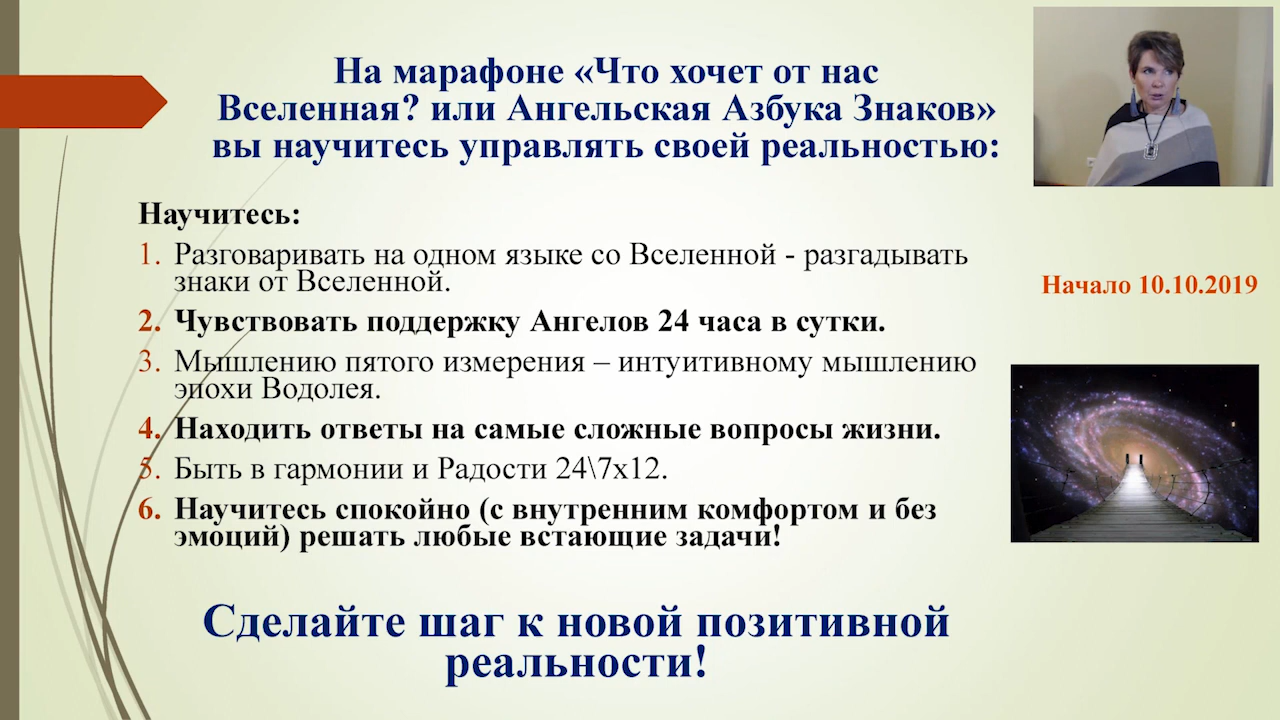 На марафоне «Что хочет от нас
Вселенная? или Ангельская Азбука Знаков»
вы научитесь управлять своей реальностью:
Научитесь:
1. Разговаривать на одном языке со Вселенной - разгадывать
знаки от Вселенной.
2. Чувствовать поддержку Ангелов 24 часа в сутки.
3. Мышлению пятого измерения – интуитивному мышлению
эпохи Водолея.
4. Находить ответы на самые сложные вопросы жизни.
5. Быть в гармонии и Радости 24\7х12.
6. Научитесь спокойно (с внутренним комфортом и без
эмоций) решать любые встающие задачи!
Начало 10.10.2019
Сделайте шаг к новой позитивной
реальности!